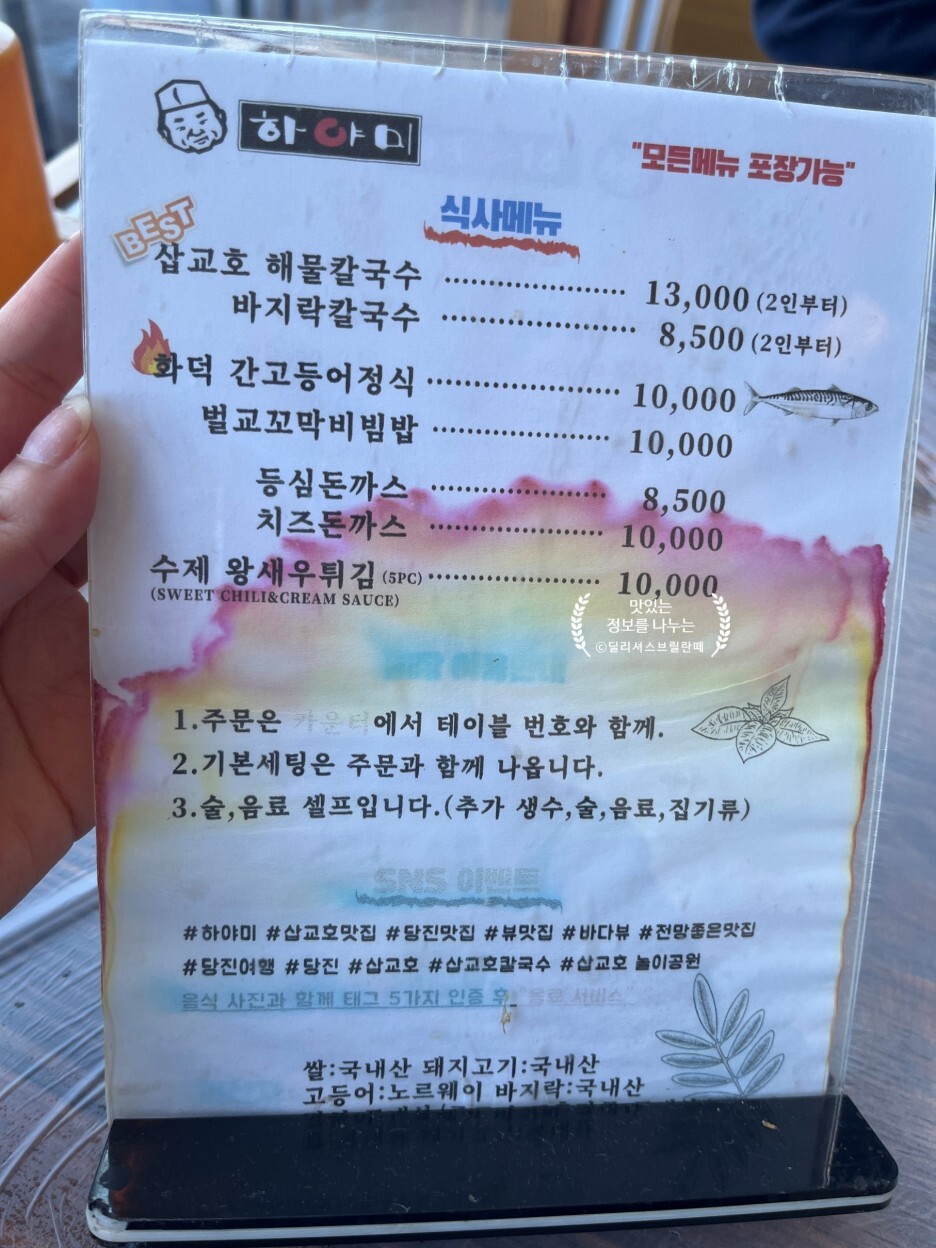 하야미
"모든메뉴 포장가능"
식사메뉴
BEST
삽교호 해물칼국수 ···················· 13,000 (2인부터)
바지락칼국수 ···················· 8,500 (2인부터)
화덕 간고등어정식 ···················· 10,000
벌교꼬막비빔밥 ···················· 10,000
등심돈까스 ···················· 8,500
치즈돈까스 ···················· 10,000
수제 왕새우튀김 (5PC) ···················· 10,000
(SWEET CHILI&CREAM SAUCE)
맛있는
정보를 나누는
©딜리셔스브릴란떼
1.주문은 카운터에서 테이블 번호와 함께.
2.기본세팅은 주문과 함께 나옵니다.
3.술,음료 셀프입니다.(추가 생수,술,음료,집기류)
SNS 이벤트
#하야미 #삽교호맛집 #당진맛집 #뷰맛집 #바다뷰 #전망좋은맛집
#당진여행 #당진 #삽교호 #삽교호칼국수 #삽교호 놀이공원
음식 사진과 함께 태그 5가지 인증 후 "음료 서비스"
쌀:국내산 돼지고기:국내산
고등어:노르웨이 바지락:국내산